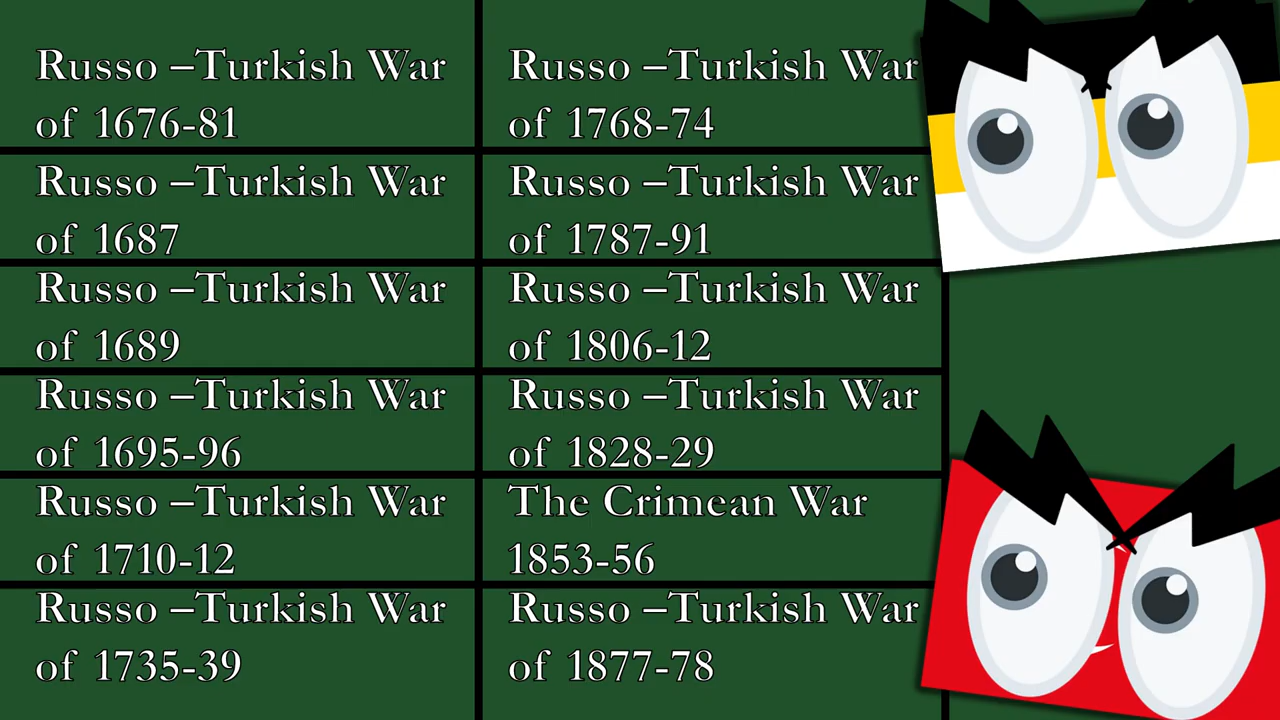 Russo –Turkish War
of 1676-81
Russo –Turkish War
of 1687
Russo –Turkish War
of 1689
Russo –Turkish War
of 1695-96
Russo –Turkish War
of 1710-12
Russo –Turkish War
of 1735-39
Russo –Turkish War
of 1768-74
Russo –Turkish War
of 1787-91
Russo –Turkish War
of 1806-12
Russo –Turkish War
of 1828-29
The Crimean War
1853-56
Russo –Turkish War
of 1877-78